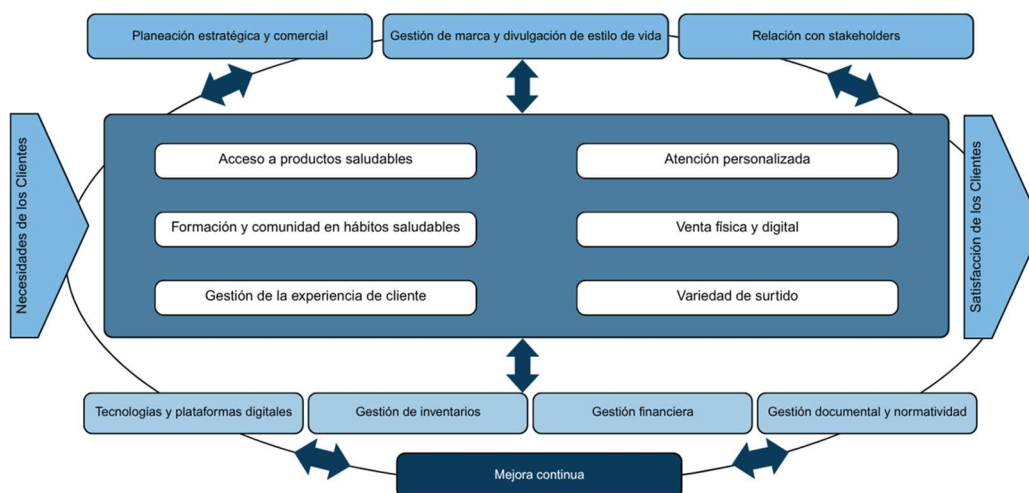 Planeación estratégica y comercial
Gestión de marca y divulgación de estilo de vida
Relación con stakeholders
Necesidades de los Clientes
Acceso a productos saludables
Atención personalizada
Formación y comunidad en hábitos saludables
Venta física y digital
Gestión de la experiencia de cliente
Variedad de surtido
Satisfacción de los Clientes
Tecnologías y plataformas digitales
Gestión de inventarios
Gestión financiera
Gestión documental y normatividad
Mejora continua